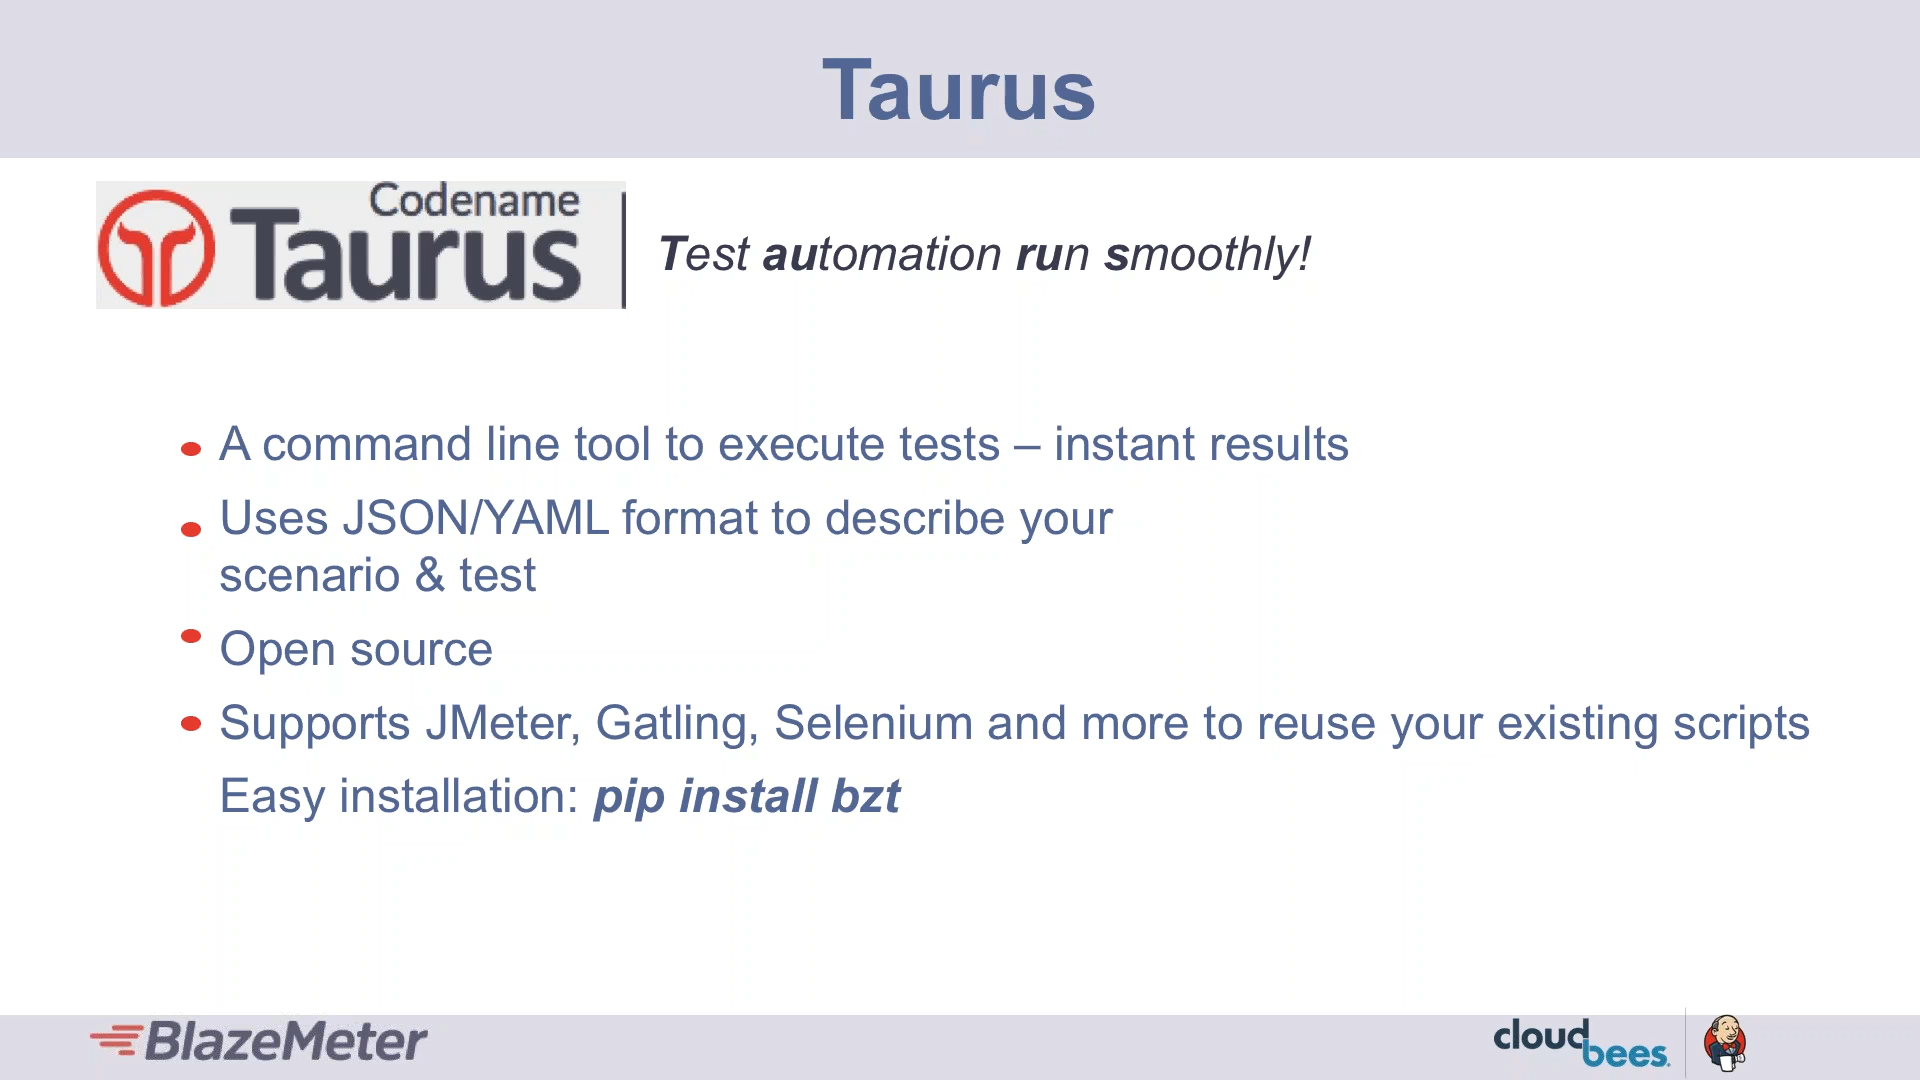 Taurus
Codename
Taurus
Test automation run smoothly!
A command line tool to execute tests – instant results
Uses JSON/YAML format to describe your
scenario & test
Open source
Supports JMeter, Gatling, Selenium and more to reuse your existing scripts
Easy installation: pip install bzt
BlazeMeter
cloudbees